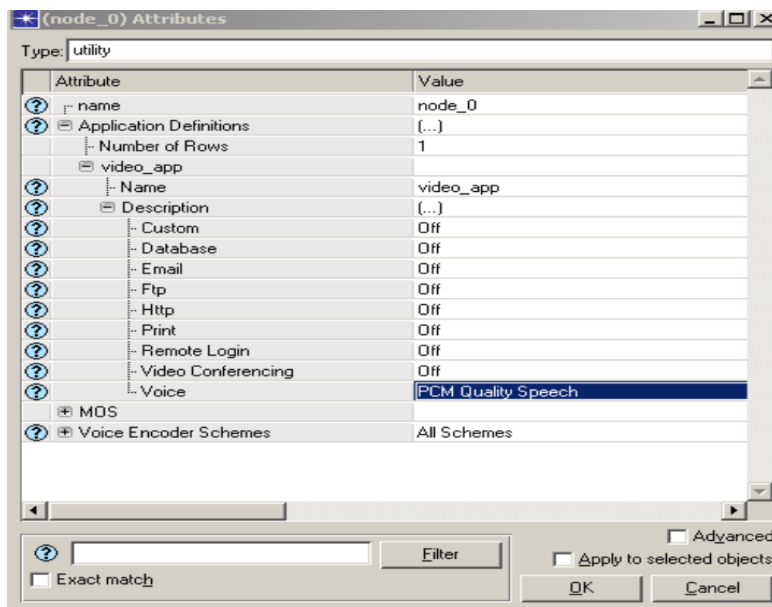 (node_0) Attributes
Type: utility
Attribute Value
name node_0
Application Definitions (...)
Number of Rows 1
video_app
Name video_app
Description (...)
Custom Off
Database Off
Email Off
Ftp Off
Http Off
Print Off
Remote Login Off
Video Conferencing Off
Voice PCM Quality Speech
MOS
Voice Encoder Schemes All Schemes
Advanced
Filter Apply to selected objects
Exact match OK Cancel